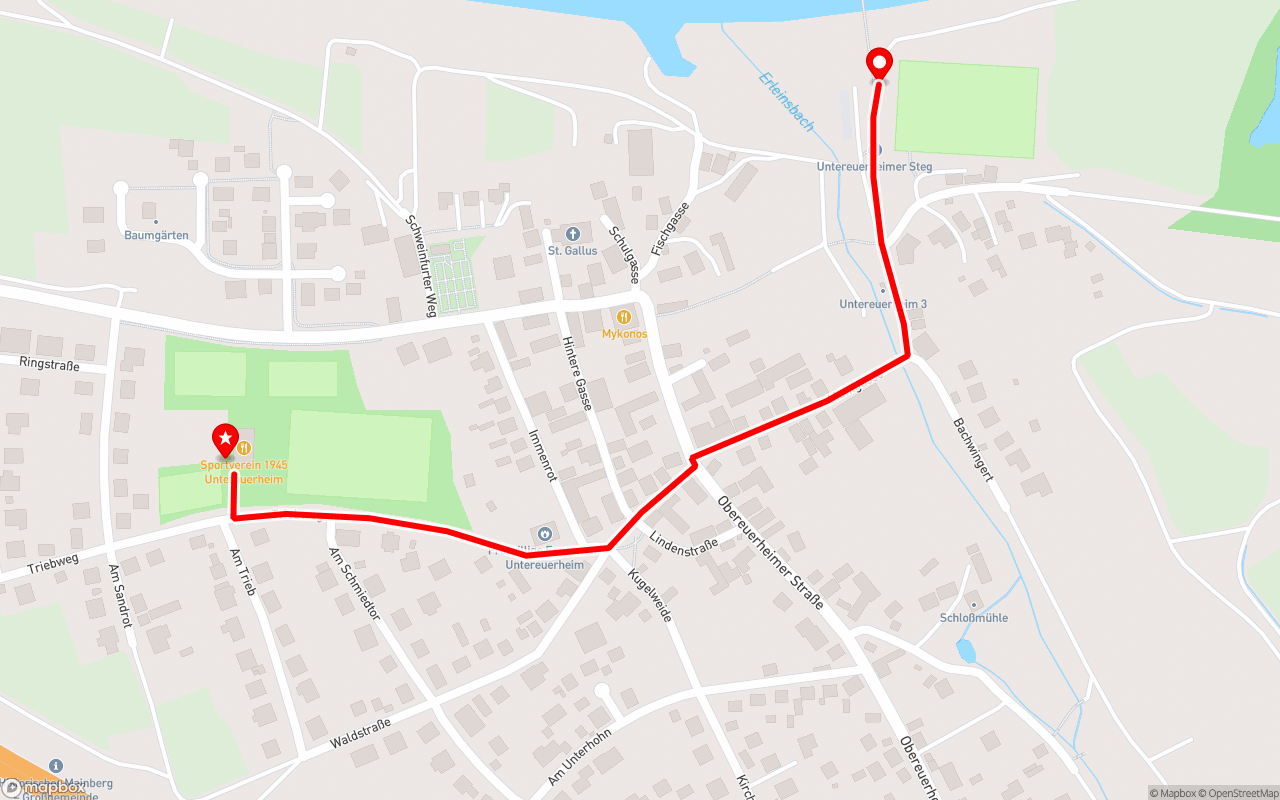 Erleinsbach
Untereuerheimer Steg
Baumgärten
St. Gallus
Schulgasse
Fischgasse
Schweinfurter Weg
Mykonos
Ringstraße
Hintere Gasse
Immenrot
Bachwingert
Sportverein 1945
Untereuerheim
Untereuerheim
Lindenstraße
Obereuerheimer Straße
Triebweg
Am Sandrot
Am Trieb
Am Schmiedtor
Kugelweide
Schloßmühle
Waldstraße
Am Unterhohn
Mainberg
mapbox
© Mapbox © OpenStreetMap